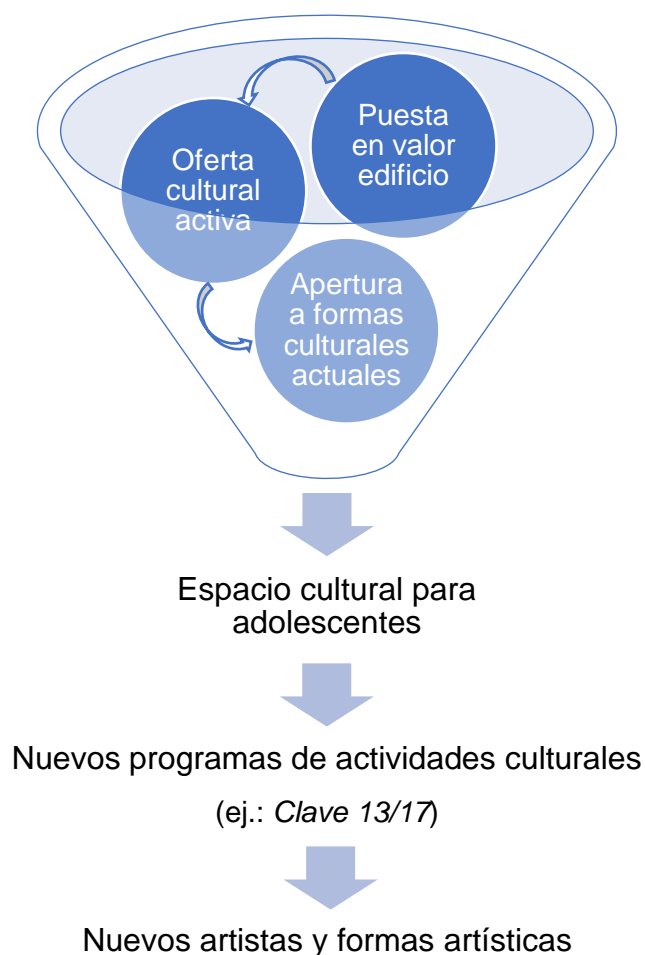 Puesta
en valor
edificio
Oferta
cultural
activa
Apertura
a formas
culturales
actuales
Espacio cultural para
adolescentes
Nuevos programas de actividades culturales
(ej.: Clave 13/17)
Nuevos artistas y formas artísticas